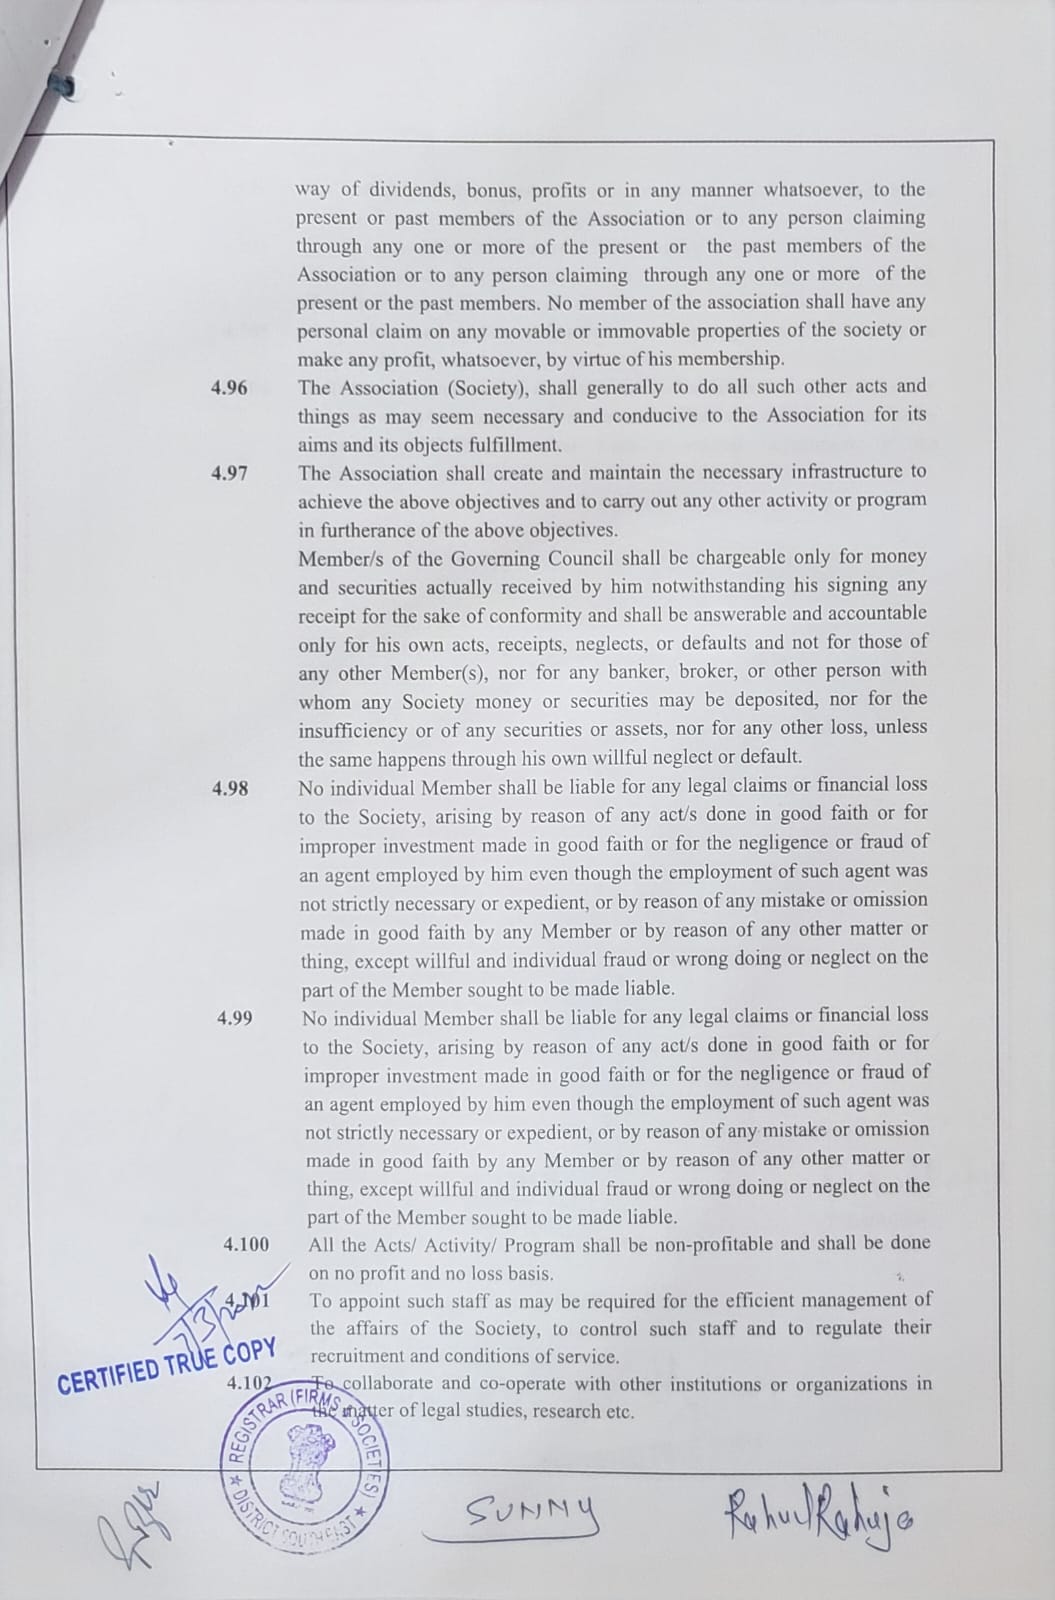 way of dividends, bonus, profits or in any manner whatsoever, to the
present or past members of the Association or to any person claiming
through any one or more of the present or the past members of the
Association or to any person claiming through any one or more of the
present or the past members. No member of the association shall have any
personal claim on any movable or immovable properties of the society or
make any profit, whatsoever, by virtue of his membership.
4.96 The Association (Society), shall generally to do all such other acts and
things as may seem necessary and conducive to the Association for its
aims and its objects fulfillment.
4.97 The Association shall create and maintain the necessary infrastructure to
achieve the above objectives and to carry out any other activity or program
in furtherance of the above objectives.
Member/s of the Governing Council shall be chargeable only for money
and securities actually received by him notwithstanding his signing any
receipt for the sake of conformity and shall be answerable and accountable
only for his own acts, receipts, neglects, or defaults and not for those of
any other Member(s), nor for any banker, broker, or other person with
whom any Society money or securities may be deposited, nor for the
insufficiency or of any securities or assets, nor for any other loss, unless
the same happens through his own willful neglect or default.
4.98 No individual Member shall be liable for any legal claims or financial loss
to the Society, arising by reason of any act/s done in good faith or for
improper investment made in good faith or for the negligence or fraud of
an agent employed by him even though the employment of such agent was
not strictly necessary or expedient, or by reason of any mistake or omission
made in good faith by any Member or by reason of any other matter or
thing, except willful and individual fraud or wrong doing or neglect on the
part of the Member sought to be made liable.
4.99 No individual Member shall be liable for any legal claims or financial loss
to the Society, arising by reason of any act/s done in good faith or for
improper investment made in good faith or for the negligence or fraud of
an agent employed by him even though the employment of such agent was
not strictly necessary or expedient, or by reason of any mistake or omission
made in good faith by any Member or by reason of any other matter or
thing, except willful and individual fraud or wrong doing or neglect on the
part of the Member sought to be made liable.
4.100 All the Acts/ Activity/ Program shall be non-profitable and shall be done
on no profit and no loss basis.
4.101 To appoint such staff as may be required for the efficient management of
the affairs of the Society, to control such staff and to regulate their
recruitment and conditions of service.
CERTIFIED TRUE COPY
4.102 To collaborate and co-operate with other institutions or organizations in
the matter of legal studies, research etc.
REGISTRAR (FIRMS & SOCIETIES)
DISTRICT SOUTH EAST
SUNNY
Rahul Raheja